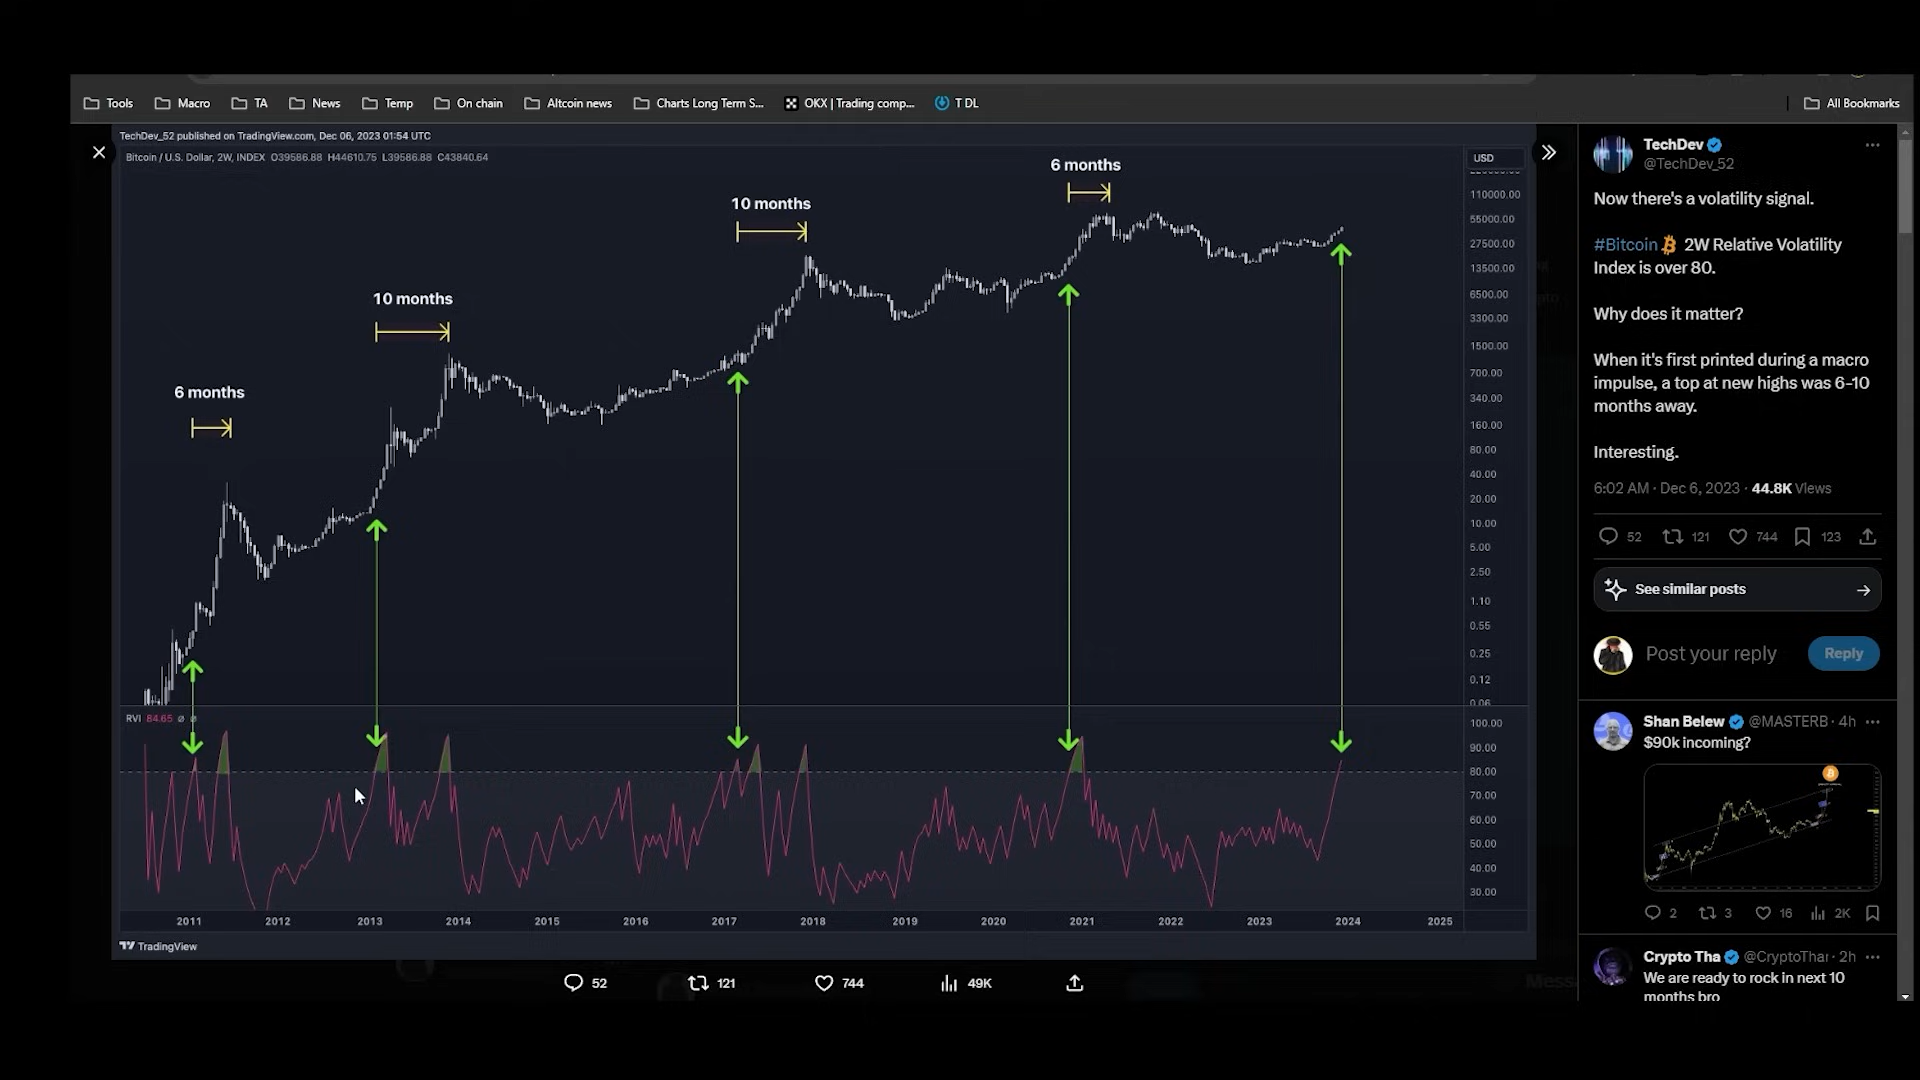 Tools
Macro
TA
News
Temp
On chain
Altcoin news
Charts Long Term S...
OKX | Trading comp...
T DL
All Bookmarks
TechDev_52 published on TradingView.com, Dec 06, 2023 01:54 UTC
Bitcoin / U.S. Dollar, 2W, INDEX O39586.88 H44610.75 L39586.88 C43840.64
USD
6 months
10 months
10 months
6 months
110000.00
55000.00
27500.00
13500.00
6500.00
3300.00
1500.00
700.00
340.00
160.00
80.00
40.00
20.00
10.00
5.00
2.50
1.10
0.55
0.25
0.12
0.06
RVI 84.65
100.00
90.00
80.00
70.00
60.00
50.00
40.00
30.00
2011 2012 2013 2014 2015 2016 2017 2018 2019 2020 2021 2022 2023 2024 2025
TradingView
52 121 744 49K
TechDev
@TechDev_52
Now there's a volatility signal.
#Bitcoin 2W Relative Volatility
Index is over 80.
Why does it matter?
When it's first printed during a macro
impulse, a top at new highs was 6-10
months away.
Interesting.
6:02 AM · Dec 6, 2023 · 44.8K Views
52 121 744 123
See similar posts
Post your reply
Reply
Shan Belew @MASTERB · 4h
$90k incoming?
2 3 16 2K
Crypto Tha @CryptoThar · 2h
We are ready to rock in next 10
months bro